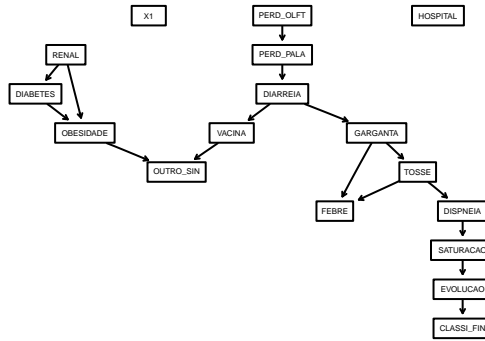 X1
PERD_OLFT
HOSPITAL
RENAL
PERD_PALA
DIABETES
DIARREIA
OBESIDADE
VACINA
GARGANTA
OUTRO_SIN
TOSSE
FEBRE
DISPNEIA
SATURACAO
EVOLUCAO
CLASSI_FIN